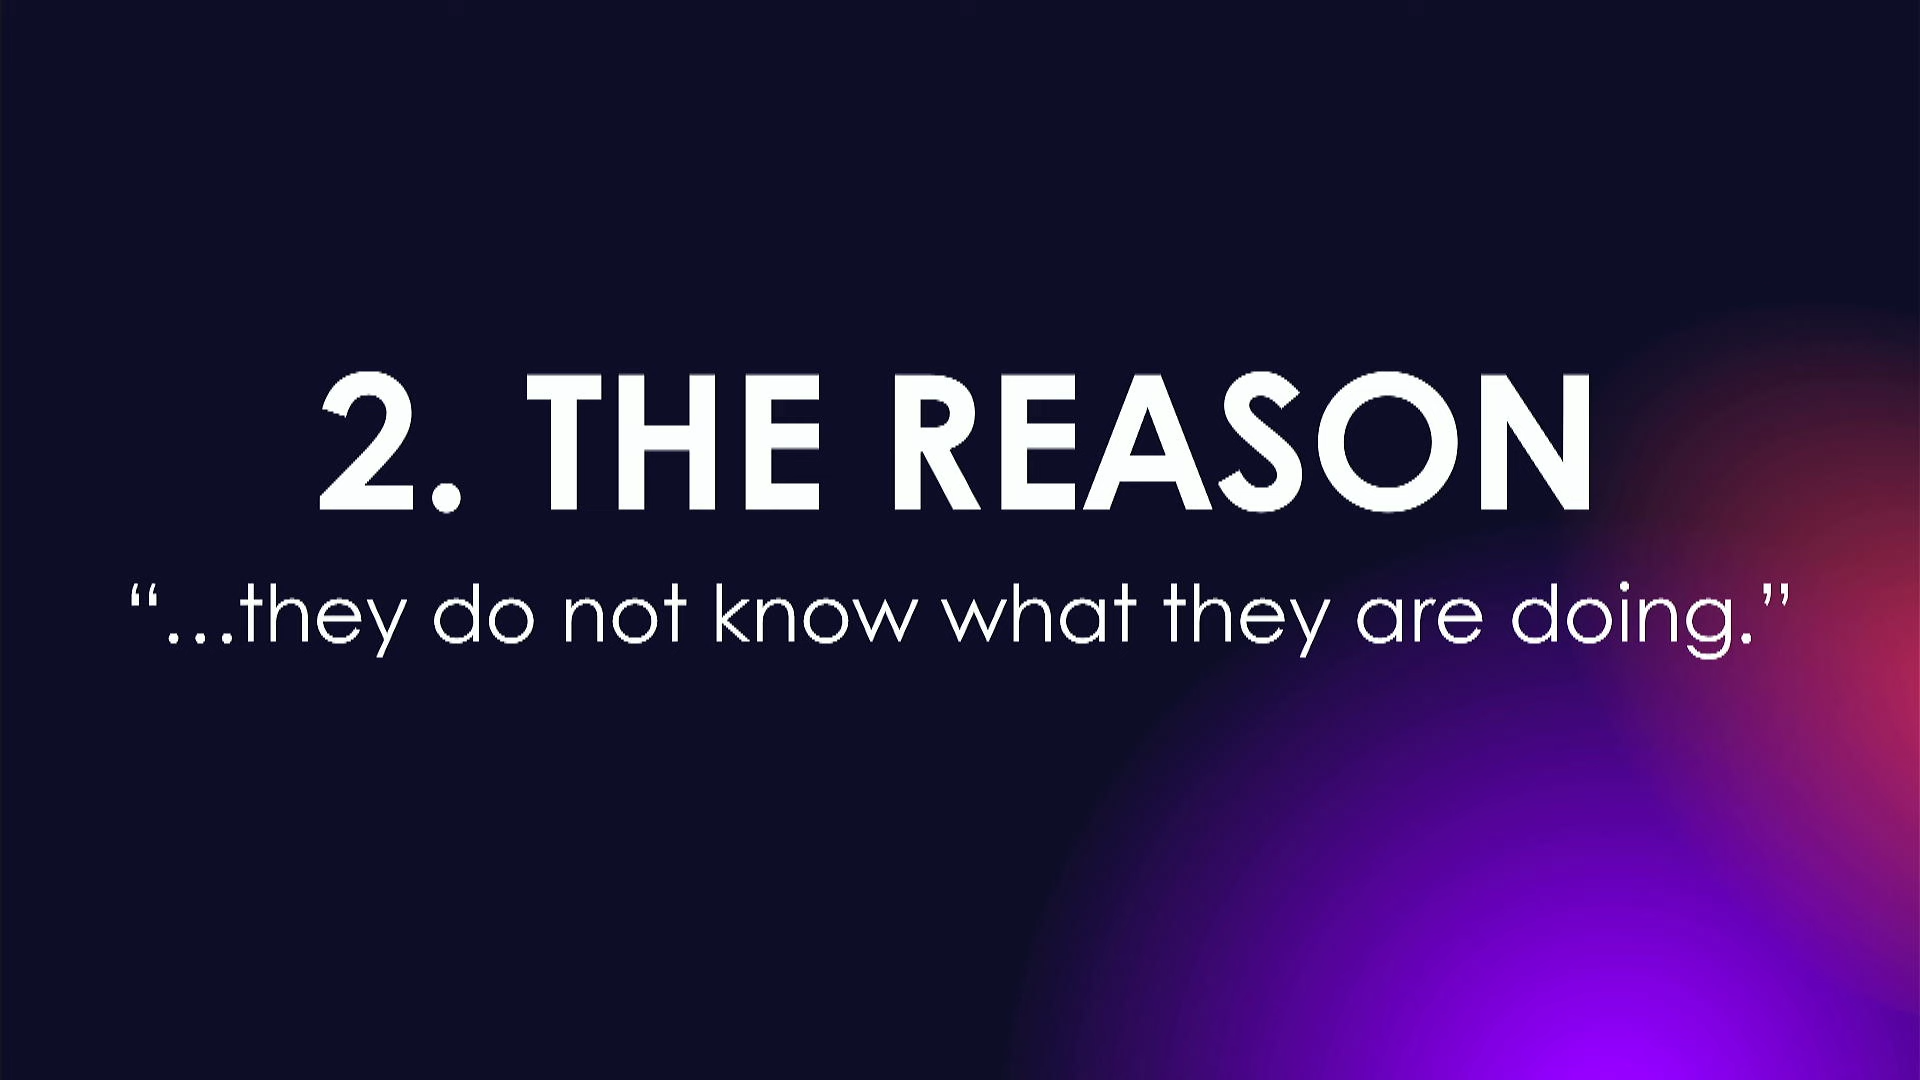 2. THE REASON
“...they do not know what they are doing.”